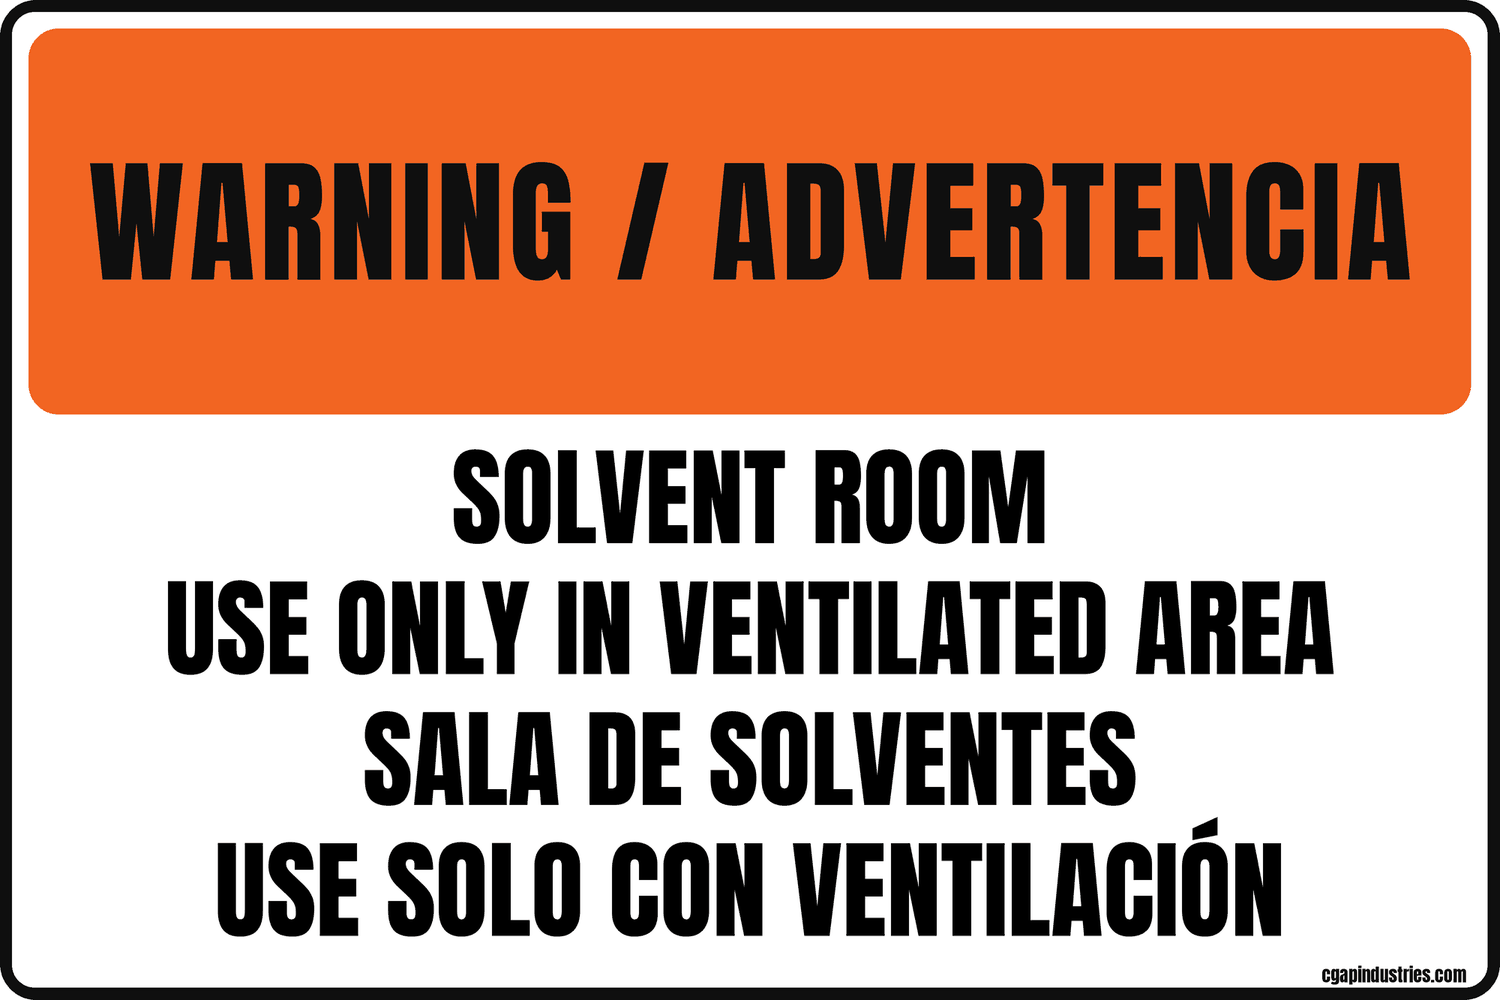 WARNING / ADVERTENCIA
SOLVENT ROOM
USE ONLY IN VENTILATED AREA
SALA DE SOLVENTES
USE SOLO CON VENTILACIÓN
cgapindustries.com